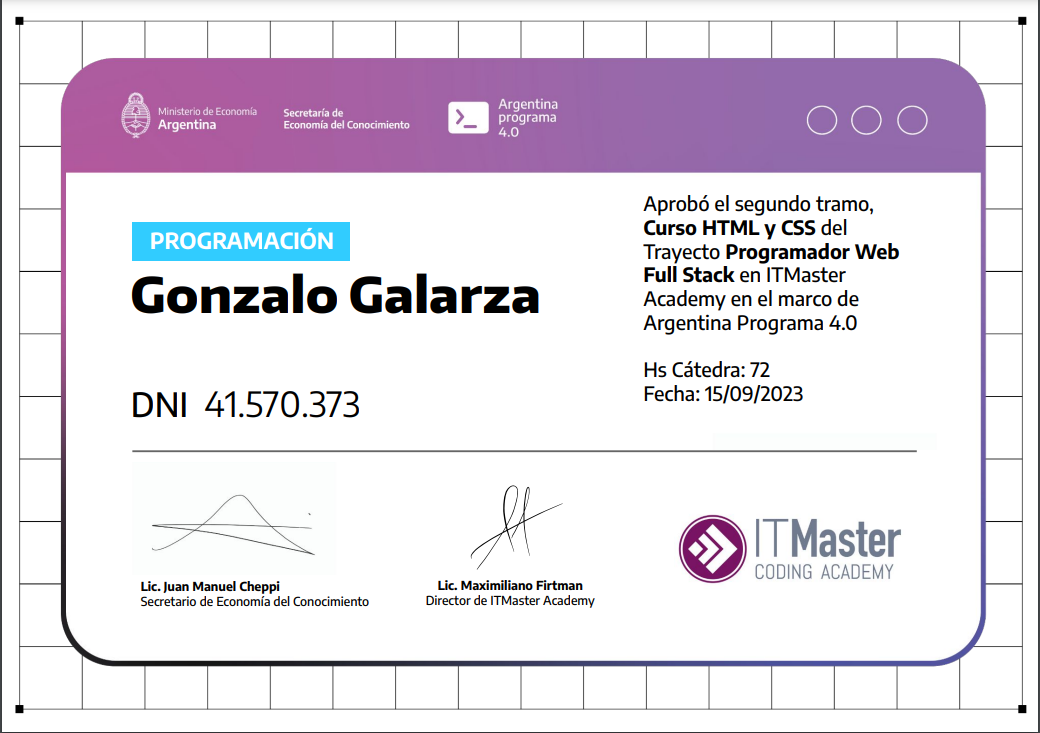 Ministerio de Economía
Argentina
Secretaría de
Economía del Conocimiento
Argentina
programa
4.0
PROGRAMACIÓN
Gonzalo Galarza
DNI 41.570.373
Aprobó el segundo tramo,
Curso HTML y CSS del
Trayecto Programador Web
Full Stack en ITMaster
Academy en el marco de
Argentina Programa 4.0
Hs Cátedra: 72
Fecha: 15/09/2023
Lic. Juan Manuel Cheppi
Secretario de Economía del Conocimiento
Lic. Maximiliano Firtman
Director de ITMaster Academy
ITMaster
CODING ACADEMY